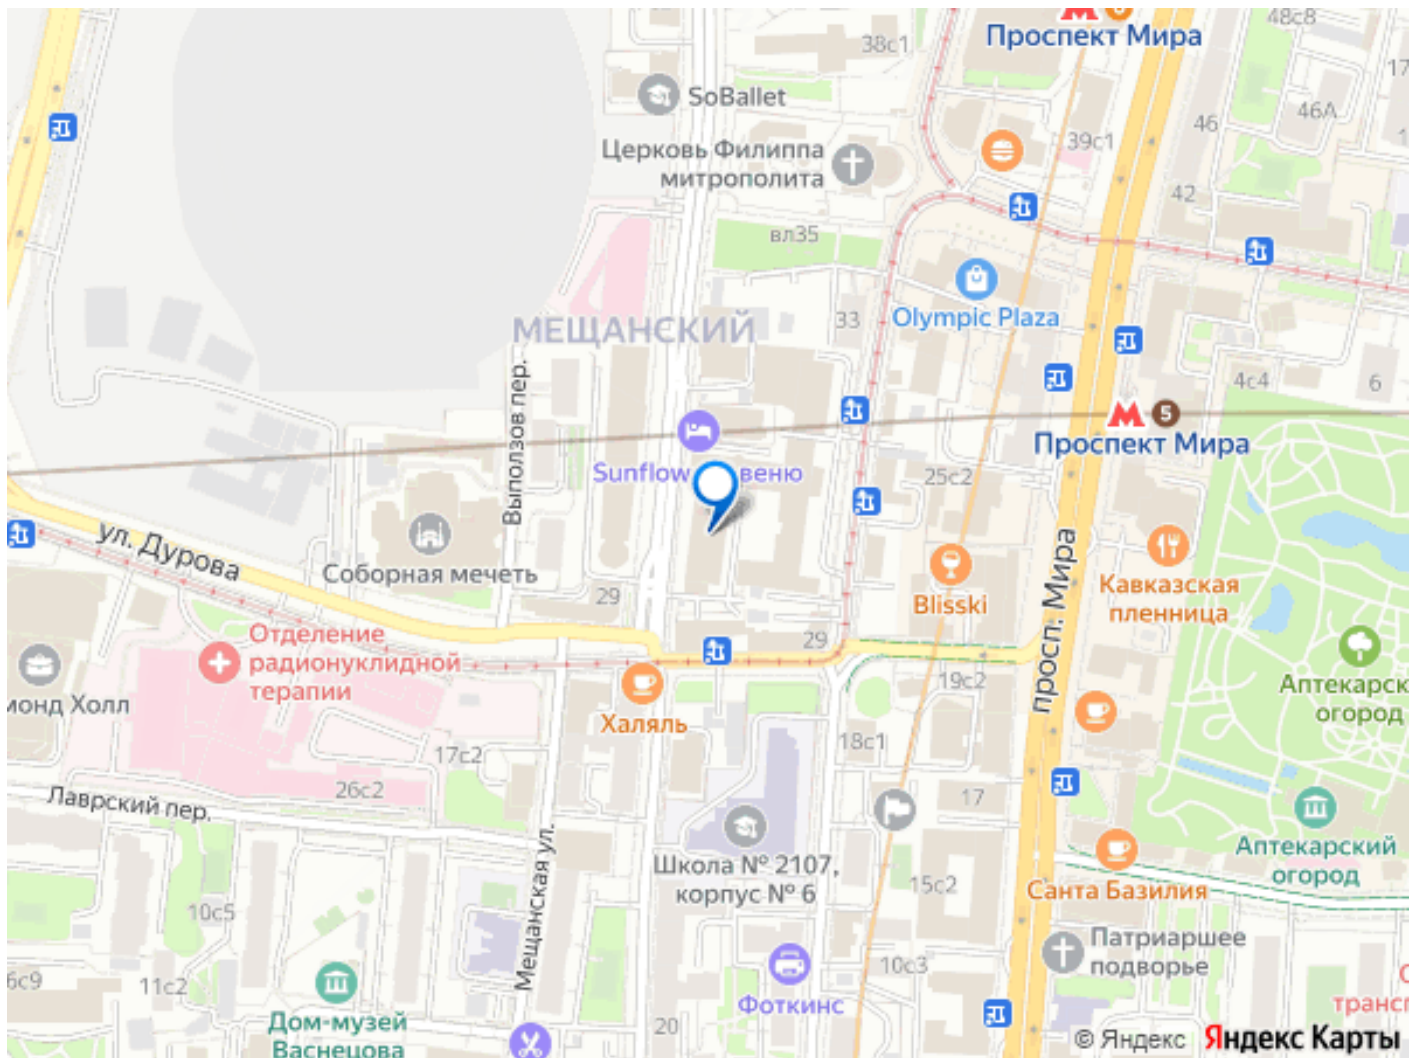 Проспект Мира
38с1
48с8
17
SoBallet
46А
46
39с1
Церковь Филиппа
митрополита
42
вл35
Olympic Plaza
33
МЕЩАНСКИЙ
4с4
6
5
Проспект Мира
Выползов пер.
Sunflow
веню
25с2
ул. Дурова
Соборная мечеть
29
просп. Мира
Кавказская
пленница
Blisski
Отделение
радионуклидной
терапии
29
19с2
монд Холл
Халяль
Аптекарск
огород
18с1
17с2
26с2
17
Лаврский пер.
Школа № 2107,
корпус № 6
Аптекарский
огород
Мещанская ул.
15с2
Санта Базилия
10с5
Патриаршее
подворье
6с9
11с2
10с3
Фоткинс
трансп
Дом-музей
Васнецова
20
© Яндекс Яндекс Карты